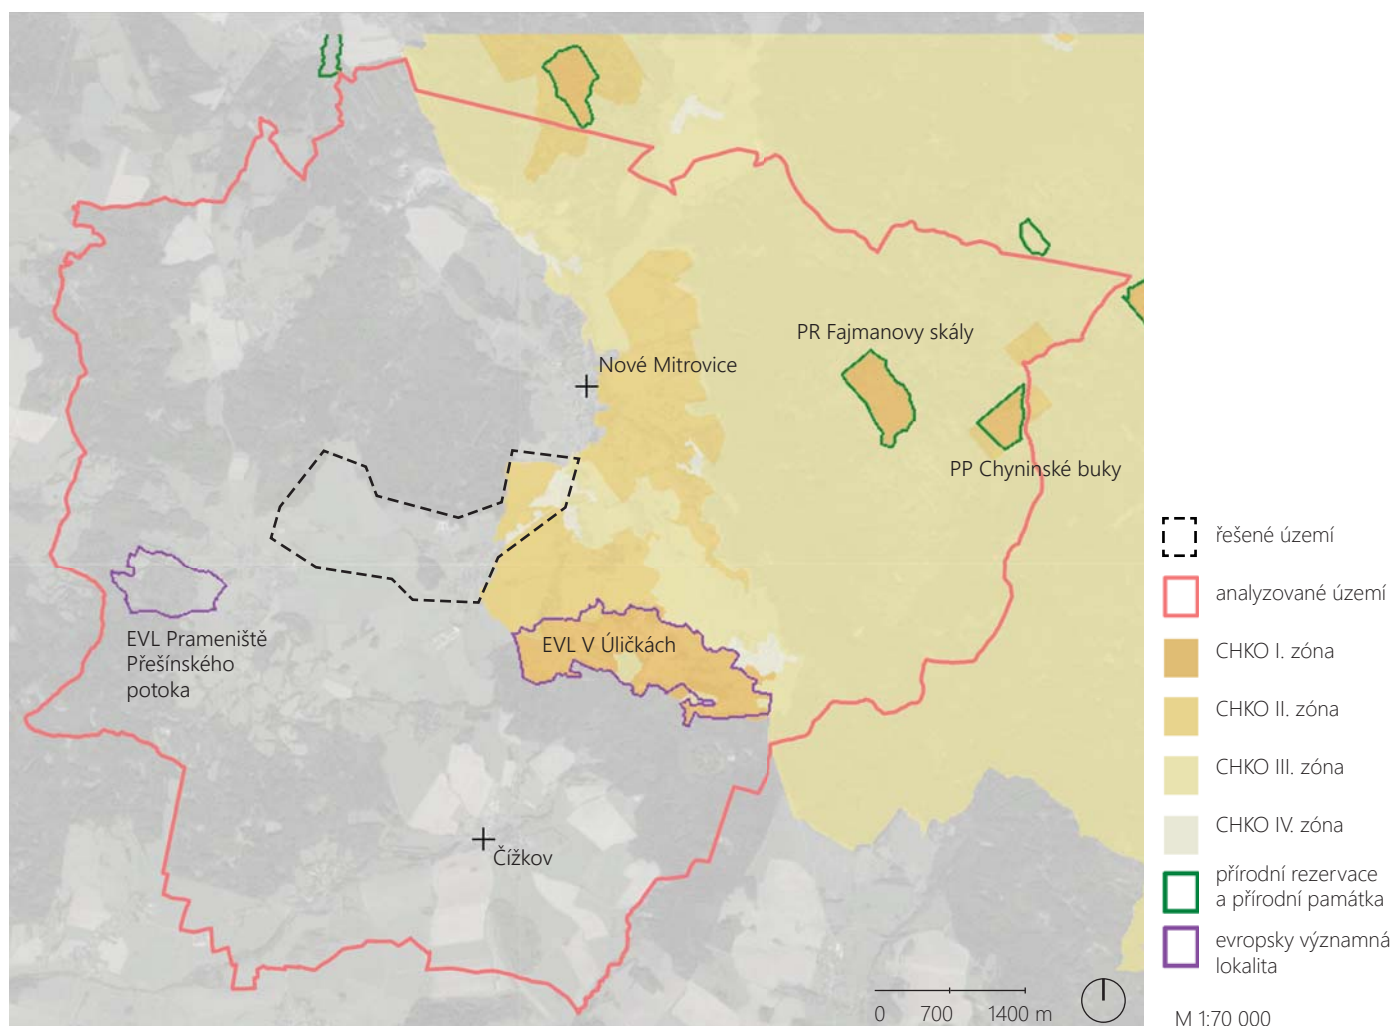 PR Fajmanovy skály
Nové Mitrovice
PP Chyninské buky
EVL Prameniště
Přešínského
potoka
EVL V Úličkách
Čížkov
0 700 1400 m
řešené území
analyzované území
CHKO I. zóna
CHKO II. zóna
CHKO III. zóna
CHKO IV. zóna
přírodní rezervace
a přírodní památka
evropsky významná
lokalita
M 1:70 000